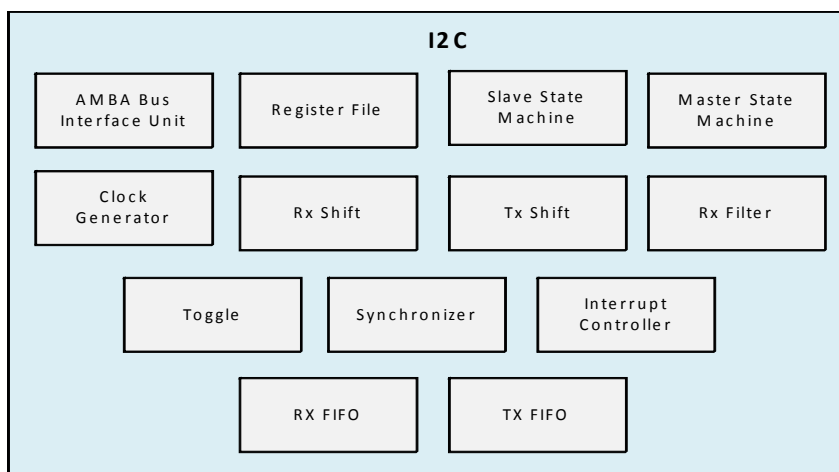 I2C
AMBA Bus
Interface Unit
Register File
Slave State
Machine
Master State
Machine
Clock
Generator
Rx Shift
Tx Shift
Rx Filter
Toggle
Synchronizer
Interrupt
Controller
RX FIFO
TX FIFO